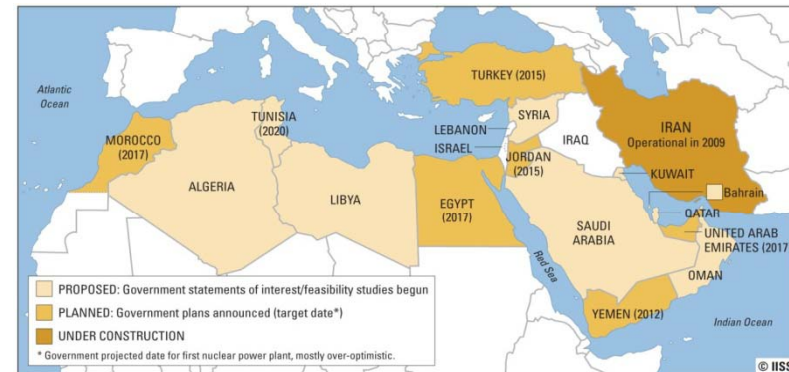 Atlantic
Ocean
MOROCCO
(2017)
ALGERIA
TUNISIA
(2020)
LIBYA
EGYPT
(2017)
TURKEY (2015)
LEBANON
ISRAEL
SYRIA
JORDAN
(2015)
IRAQ
IRAN
Operational in 2009
KUWAIT
Bahrain
QATAR
UNITED ARAB
EMIRATES (2017)
SAUDI
ARABIA
OMAN
YEMEN (2012)
Red Sea
Indian Ocean
PROPOSED: Government statements of interest/feasibility studies begun
PLANNED: Government plans announced (target date*)
UNDER CONSTRUCTION
* Government projected date for first nuclear power plant, mostly over-optimistic.
© IISS